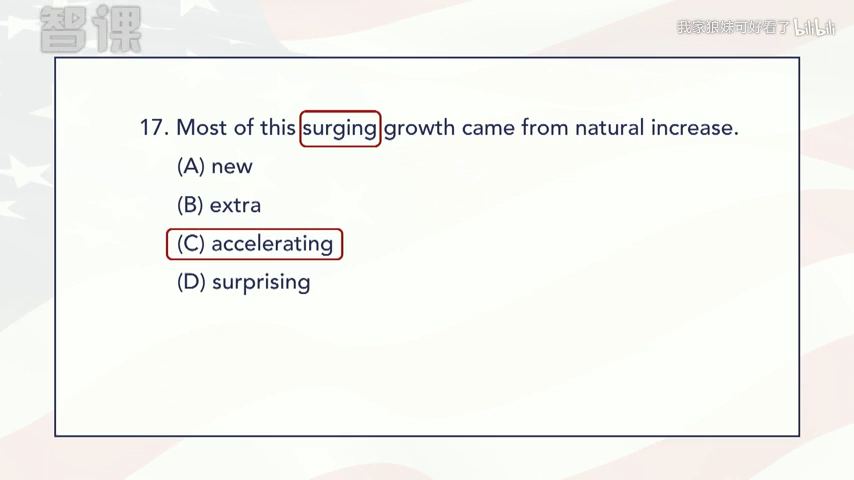 智课
我家狼妹可好看了 bilibili
17. Most of this surging growth came from natural increase.
(A) new
(B) extra
(C) accelerating
(D) surprising